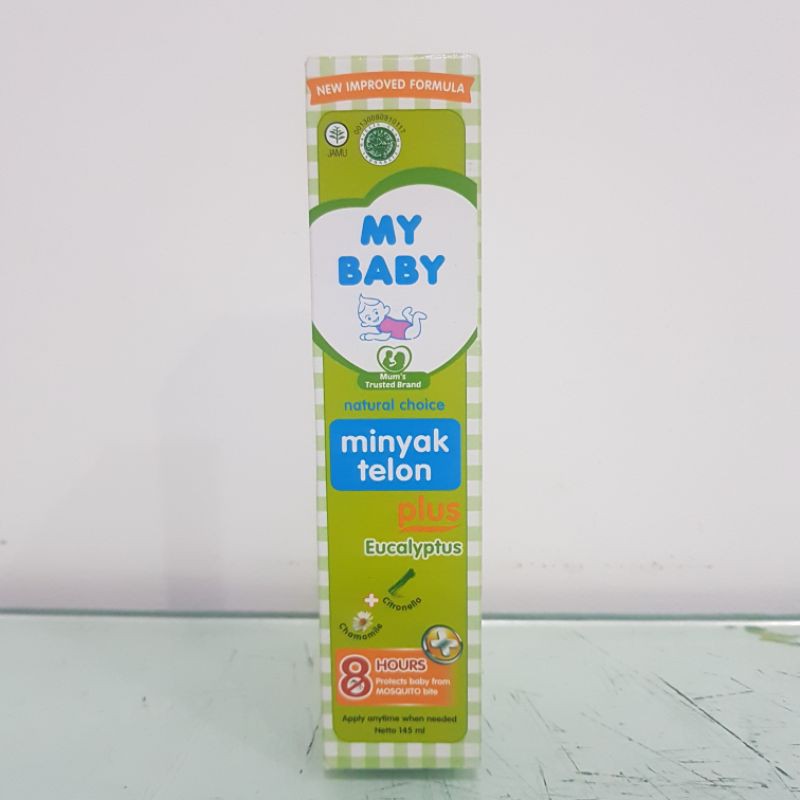 NEW IMPROVED FORMULA
00130080910117
JAMU
MY
BABY
Mum's
Trusted Brand
natural choice
minyak
telon
plus
Eucalyptus
Citronella
+
Chamomile
8 HOURS
Protects baby from
MOSQUITO bite
Apply anytime when needed
Netto 145 ml